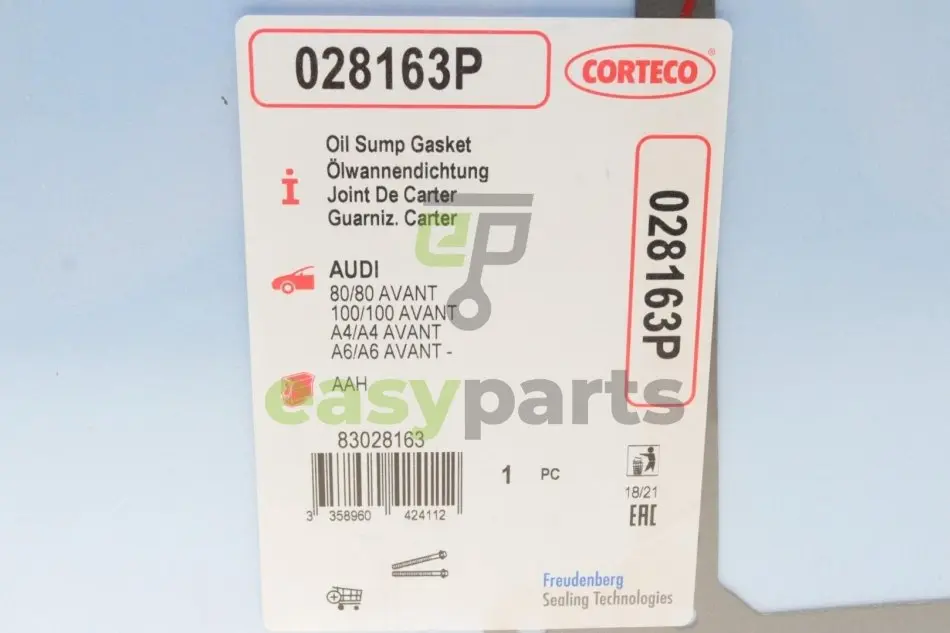 028163P
CORTECO®
Oil Sump Gasket
Ölwannendichtung
Joint De Carter
Guarniz. Carter
028163P
AUDI
80/80 AVANT
100/100 AVANT
A4/A4 AVANT
A6/A6 AVANT -
AAH
easyparts
83028163
1 PC
3 358960 424112
18/21
EAC
Freudenberg
Sealing Technologies